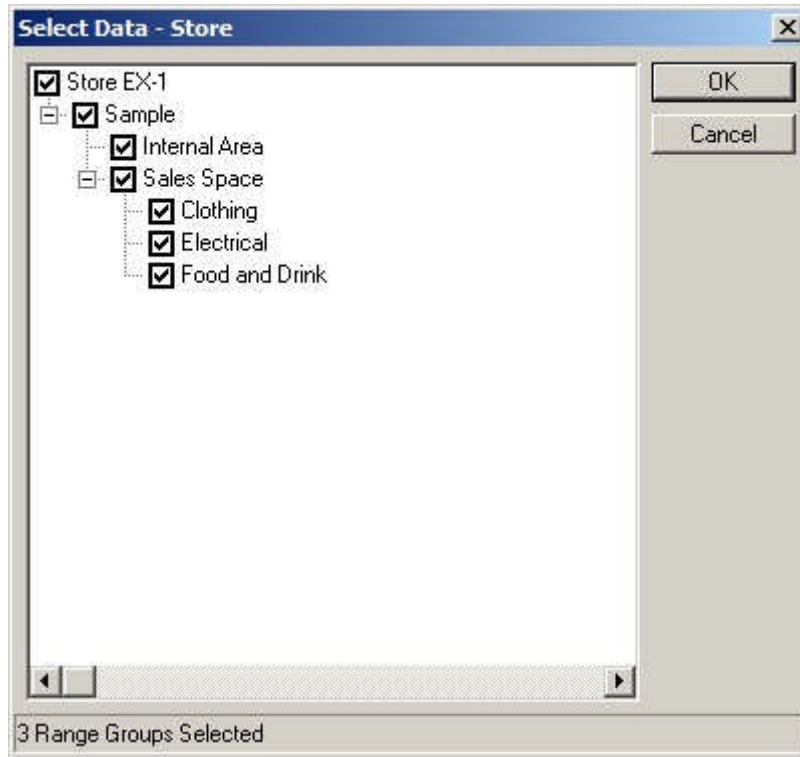 Select Data - Store
Store EX-1
OK
Sample
Cancel
Internal Area
Sales Space
Clothing
Electrical
Food and Drink
3 Range Groups Selected